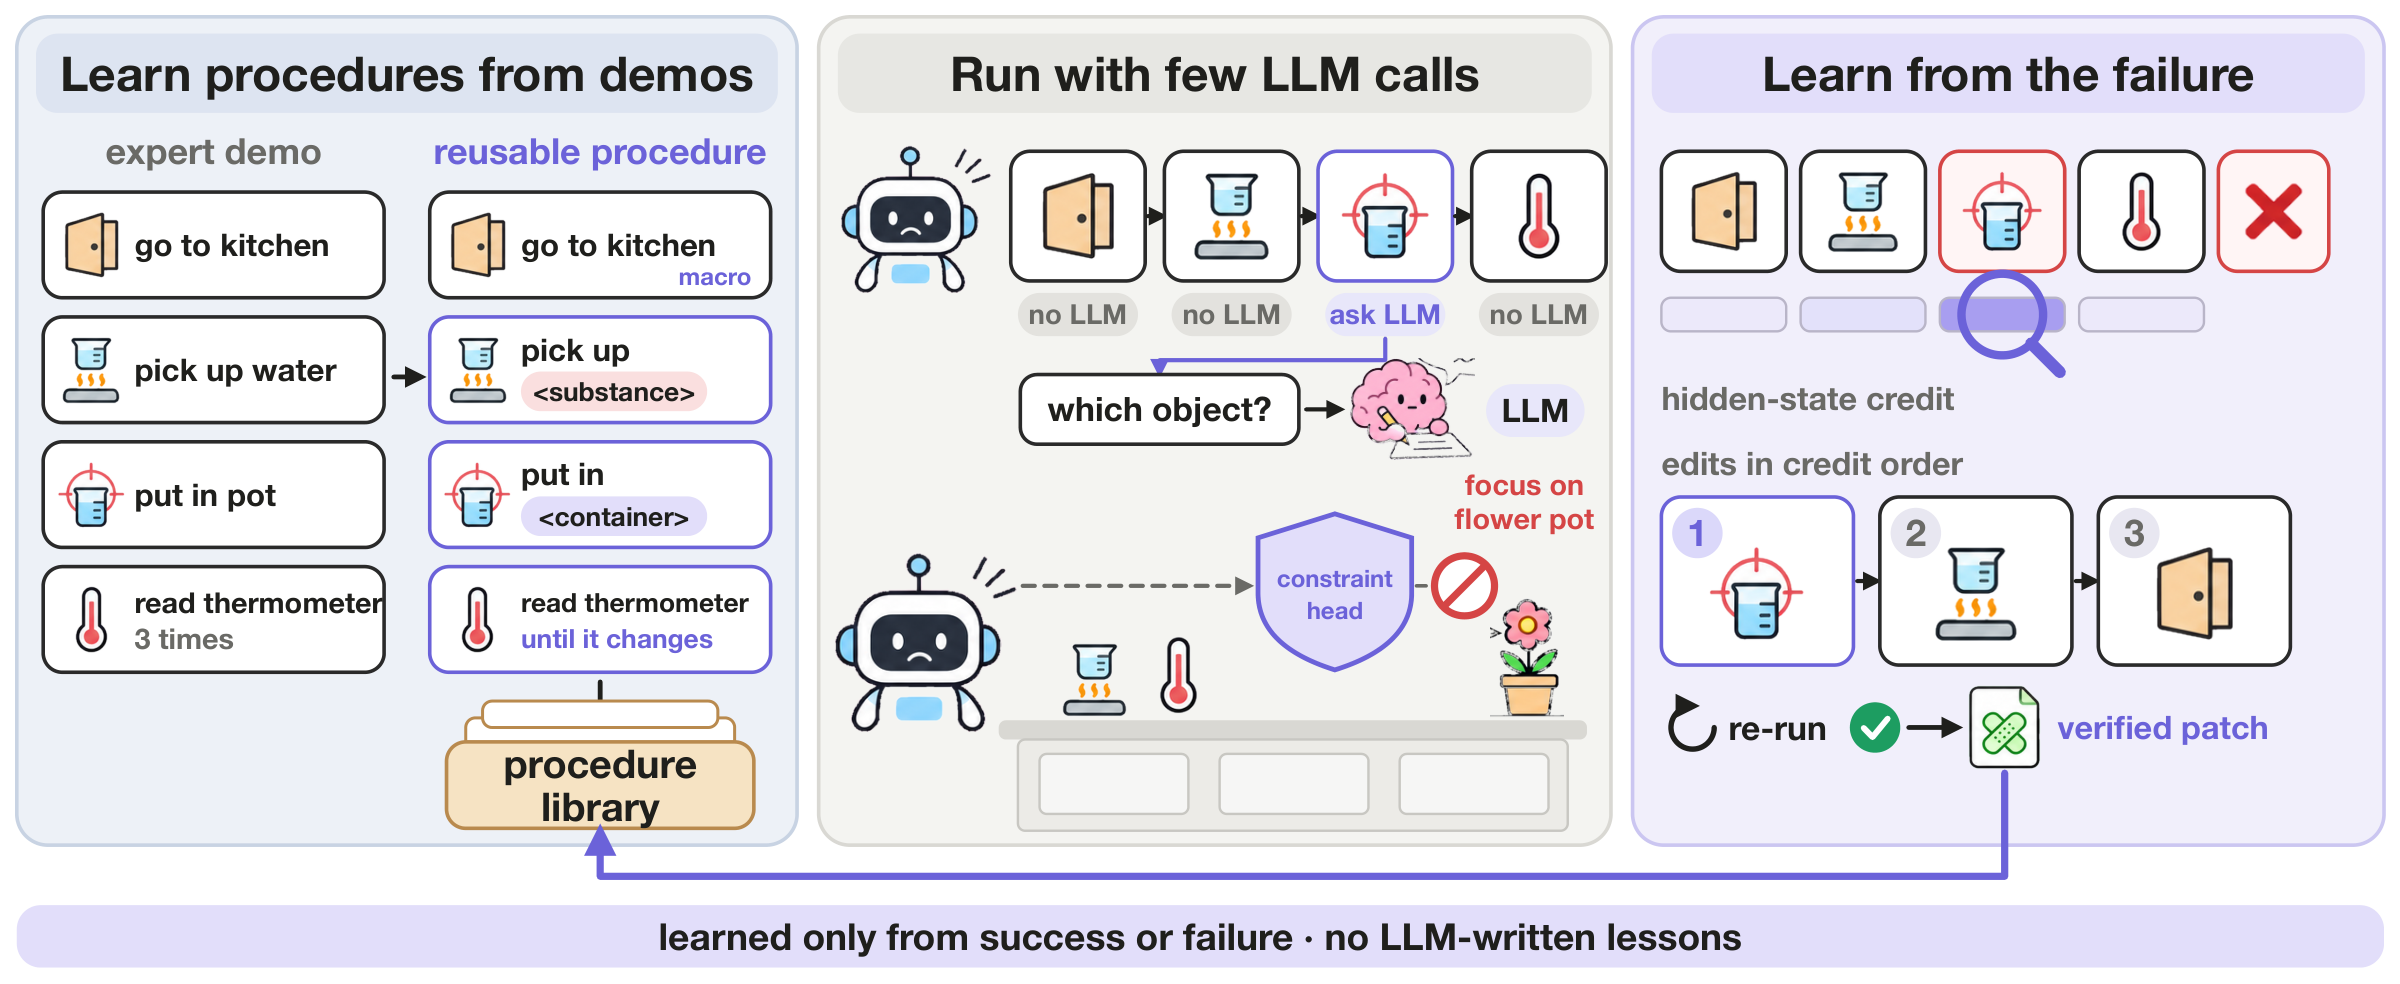 Learn procedures from demos
expert demo
reusable procedure
go to kitchen
go to kitchen
macro
pick up water
pick up
<substance>
put in pot
put in
<container>
read thermometer
3 times
read thermometer
until it changes
procedure
library
Run with few LLM calls
no LLM
no LLM
ask LLM
no LLM
which object?
LLM
focus on
flower pot
constraint
head
Learn from the failure
hidden-state credit
edits in credit order
1
2
3
re-run
verified patch
learned only from success or failure · no LLM-written lessons